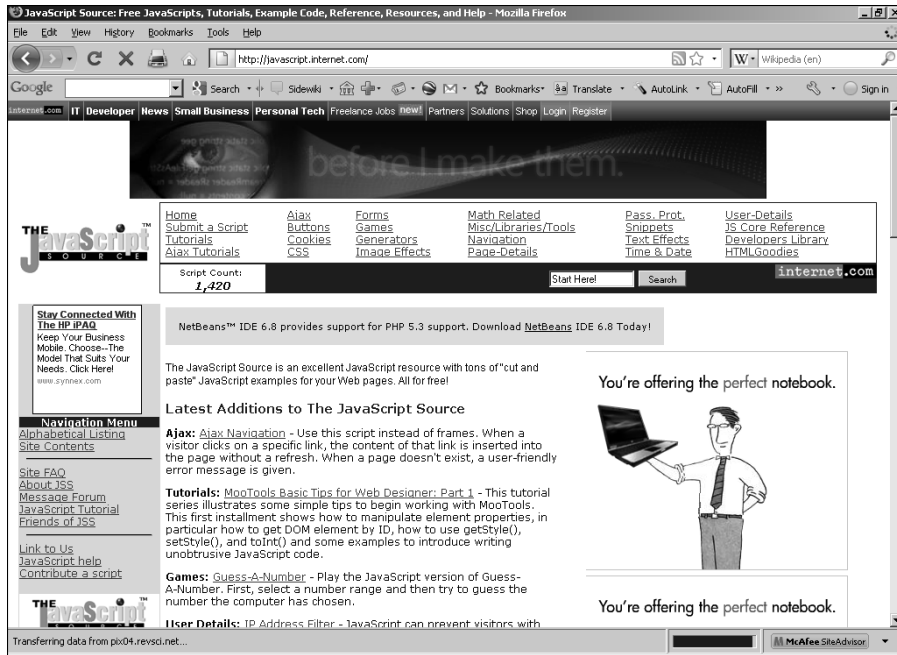 JavaScript Source: Free JavaScripts, Tutorials, Example Code, Reference, Resources, and Help - Mozilla Firefox
File Edit View History Bookmarks Tools Help
http://javascript.internet.com/
W Wikipedia (en)
Google Search Sidewiki Bookmarks Translate AutoLink AutoFill » Sign in
internet.com IT Developer News Small Business Personal Tech Freelance Jobs new! Partners Solutions Shop Login Register
before I make them.
THE JavaScript SOURCE ™
Home Ajax Forms Math Related Pass. Prot. User-Details
Submit a Script Buttons Games Misc/Libraries/Tools Snippets JS Core Reference
Tutorials Cookies Generators Navigation Text Effects Developers Library
Ajax Tutorials CSS Image Effects Page-Details Time & Date HTMLGoodies
Script Count:
1,420
Start Here! Search
internet.com
Stay Connected With
The HP iPAQ
Keep Your Business
Mobile. Choose--The
Model That Suits Your
Needs. Click Here!
www.synnex.com
Navigation Menu
Alphabetical Listing
Site Contents
Site FAQ
About JSS
Message Forum
JavaScript Tutorial
Friends of JSS
Link to Us
JavaScript help
Contribute a script
THE JavaScript ™
NetBeans™ IDE 6.8 provides support for PHP 5.3 support. Download NetBeans IDE 6.8 Today!
The JavaScript Source is an excellent JavaScript resource with tons of "cut and
paste" JavaScript examples for your Web pages. All for free!
Latest Additions to The JavaScript Source
Ajax: Ajax Navigation - Use this script instead of frames. When a
visitor clicks on a specific link, the content of that link is inserted into
the page without a refresh. When a page doesn't exist, a user-friendly
error message is given.
Tutorials: MooTools Basic Tips for Web Designer: Part 1 - This tutorial
series illustrates some simple tips to begin working with MooTools.
This first installment shows how to manipulate element properties, in
particular how to get DOM element by ID, how to use getStyle(),
setStyle(), and toInt() and some examples to introduce writing
unobtrusive JavaScript code.
Games: Guess-A-Number - Play the JavaScript version of Guess-
A-Number. First, select a number range and then try to guess the
number the computer has chosen.
User Details: IP Address Filter - JavaScript can prevent visitors with
You're offering the perfect notebook.
You're offering the perfect notebook.
Transferring data from pix04.revsci.net...
McAfee SiteAdvisor